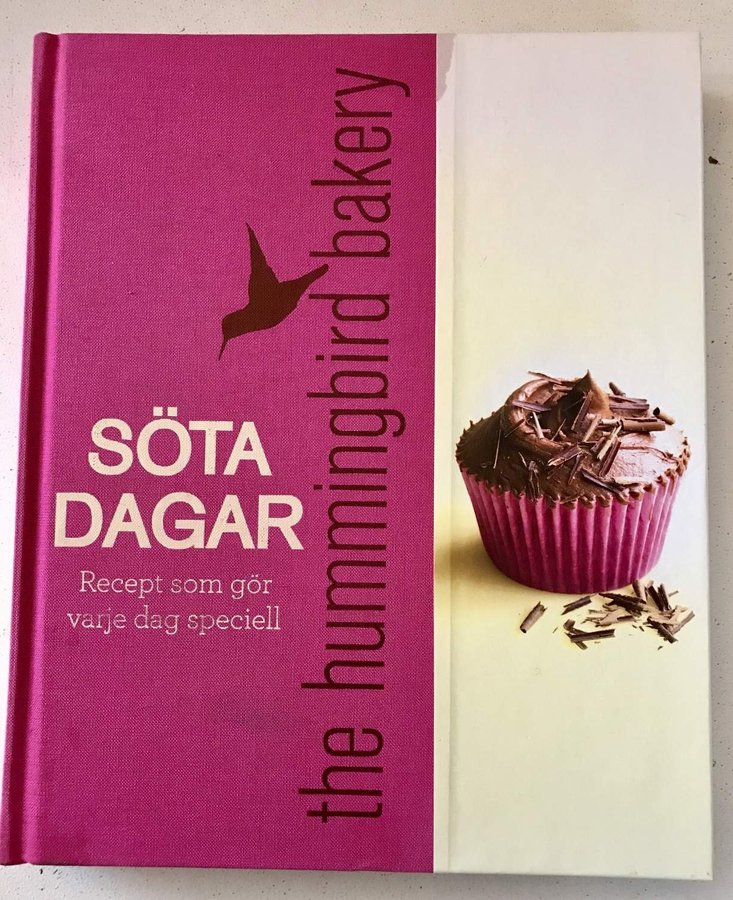 the hummingbird bakery
SÖTA
DAGAR
Recept som gör
varje dag speciell